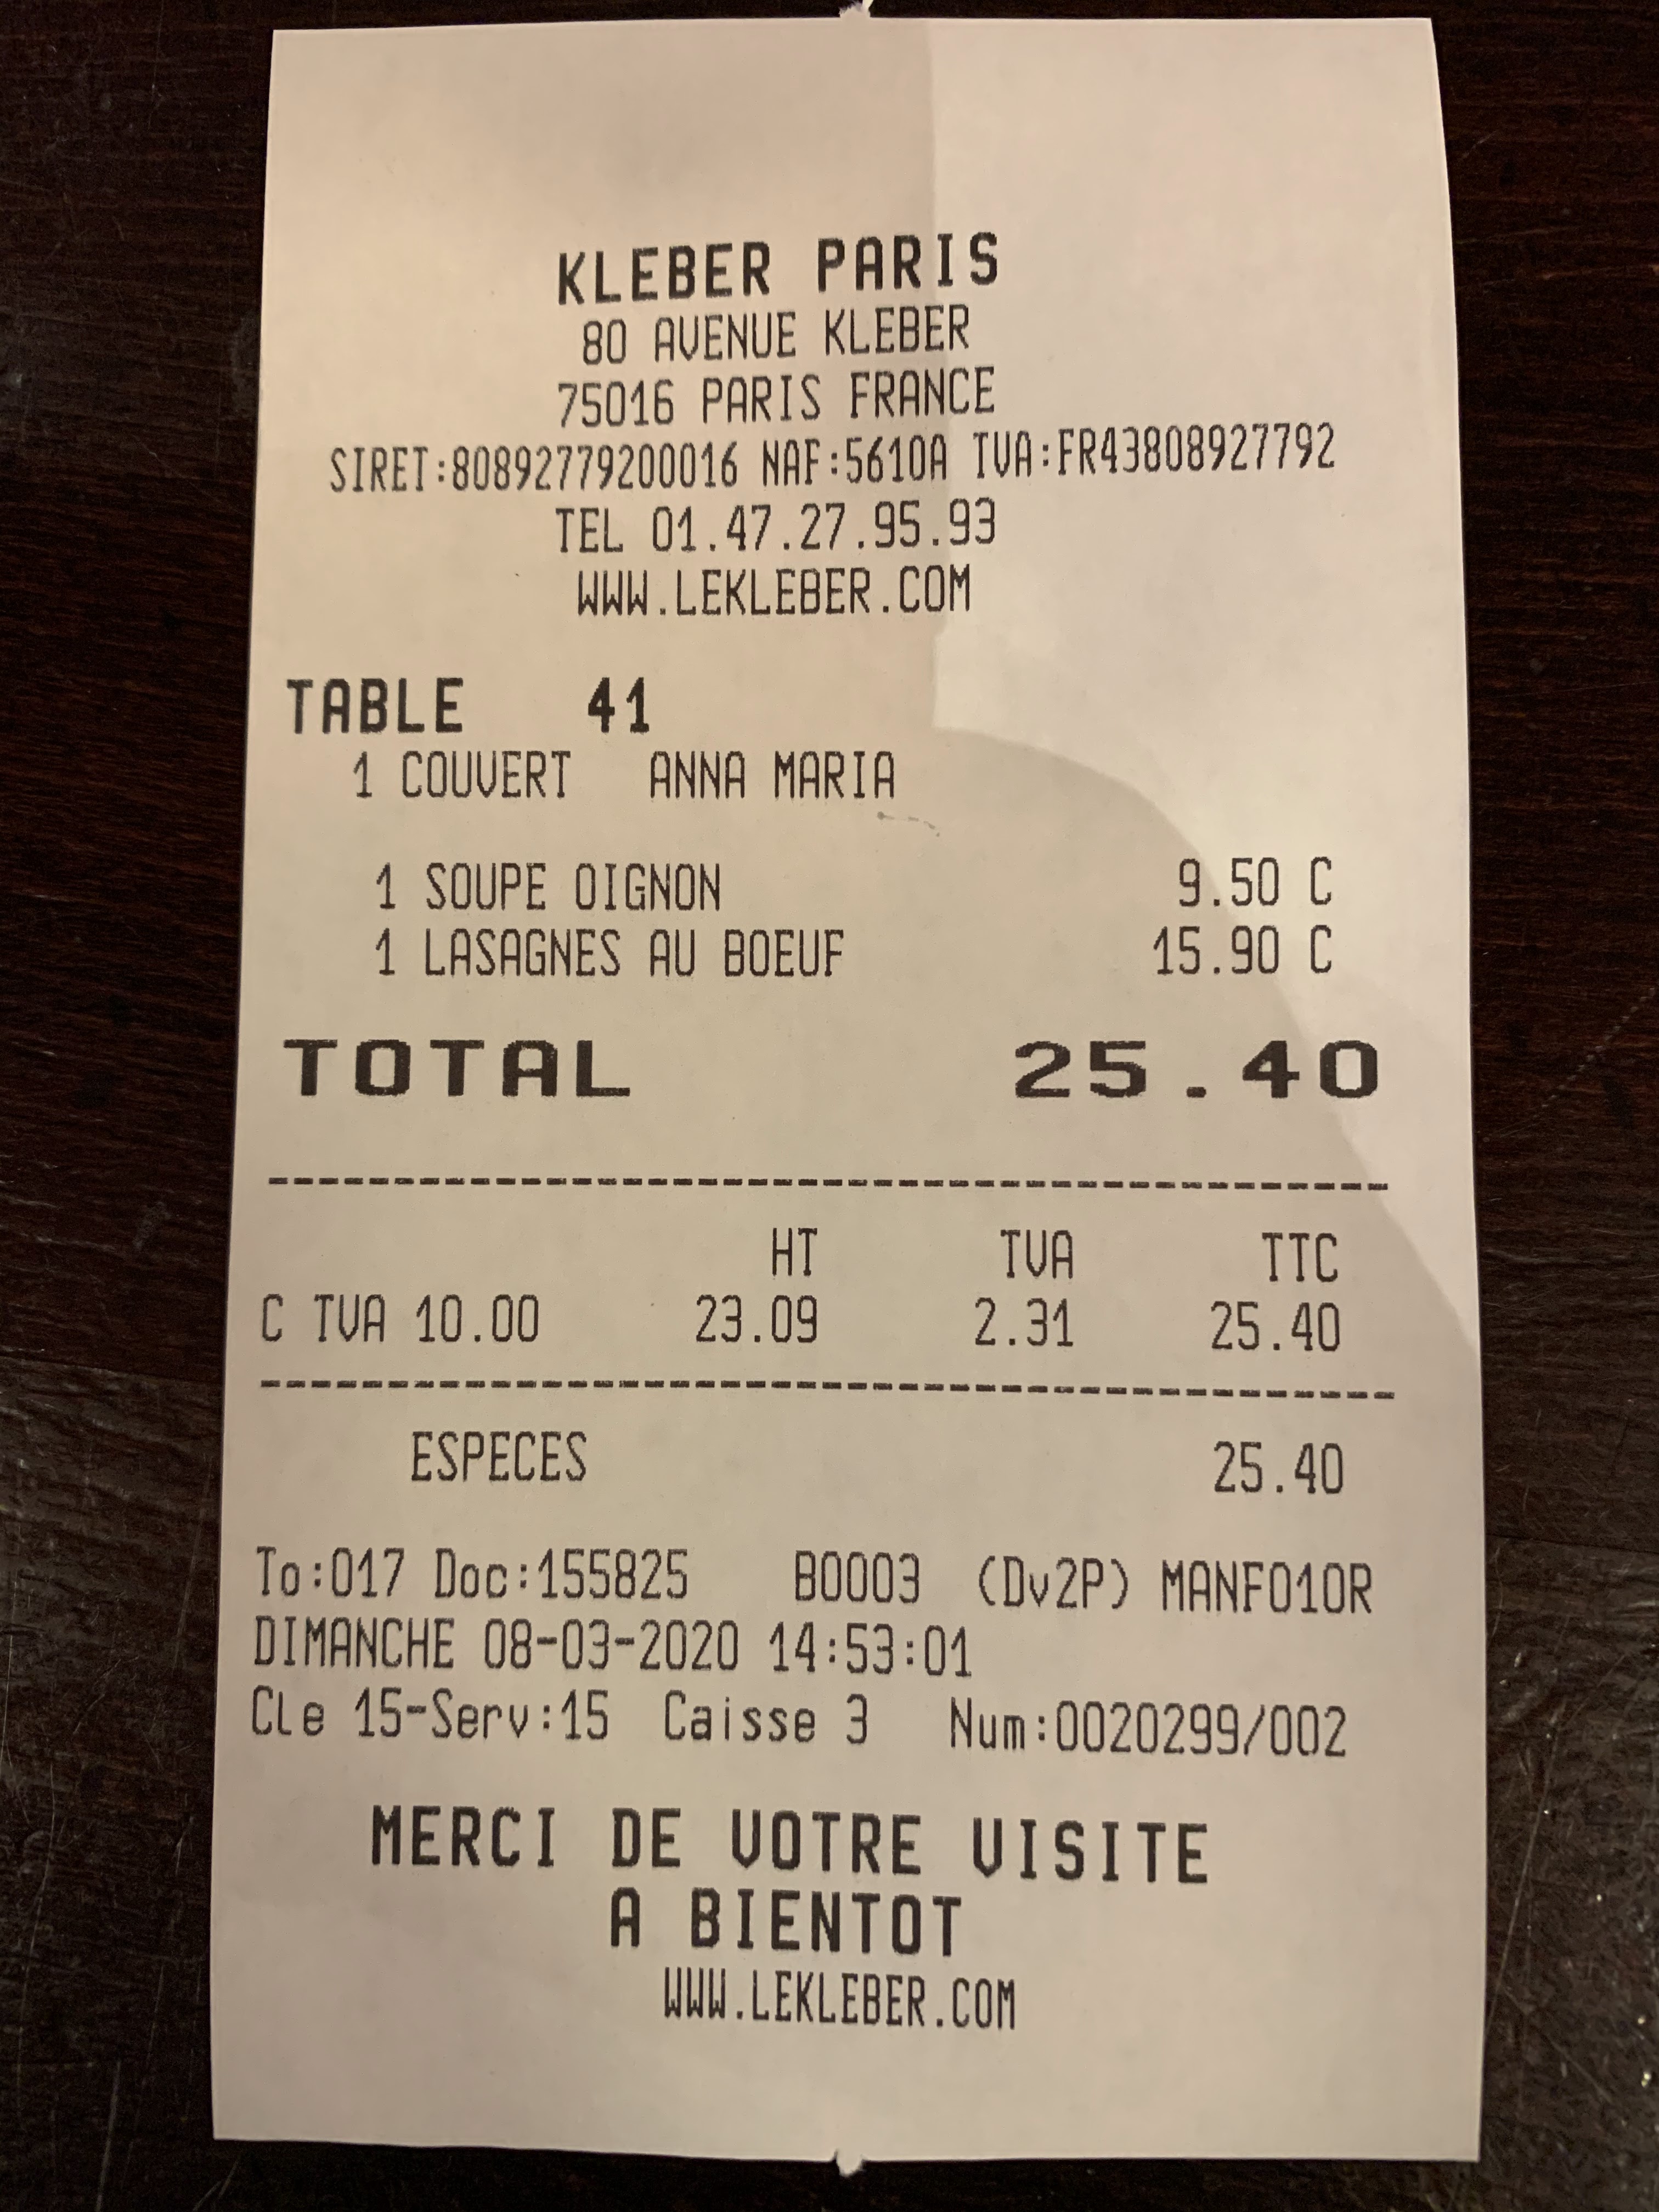 KLEBER PARIS
80 AVENUE KLEBER
75016 PARIS FRANCE
SIRET:80892779200016 NAF:5610A TVA:FR43808927792
TEL 01.47.27.95.93
WWW.LEKLEBER.COM
TABLE 41
1 COUVERT ANNA MARIA
1 SOUPE OIGNON 9.50 C
1 LASAGNES AU BOEUF 15.90 C
TOTAL 25.40
HT TVA TTC
C TVA 10.00 23.09 2.31 25.40
ESPECES 25.40
To:017 Doc:155825 B0003 (Dv2P) MANF010R
DIMANCHE 08-03-2020 14:53:01
Cle 15-Serv:15 Caisse 3 Num:0020299/002
MERCI DE VOTRE VISITE
A BIENTOT
WWW.LEKLEBER.COM